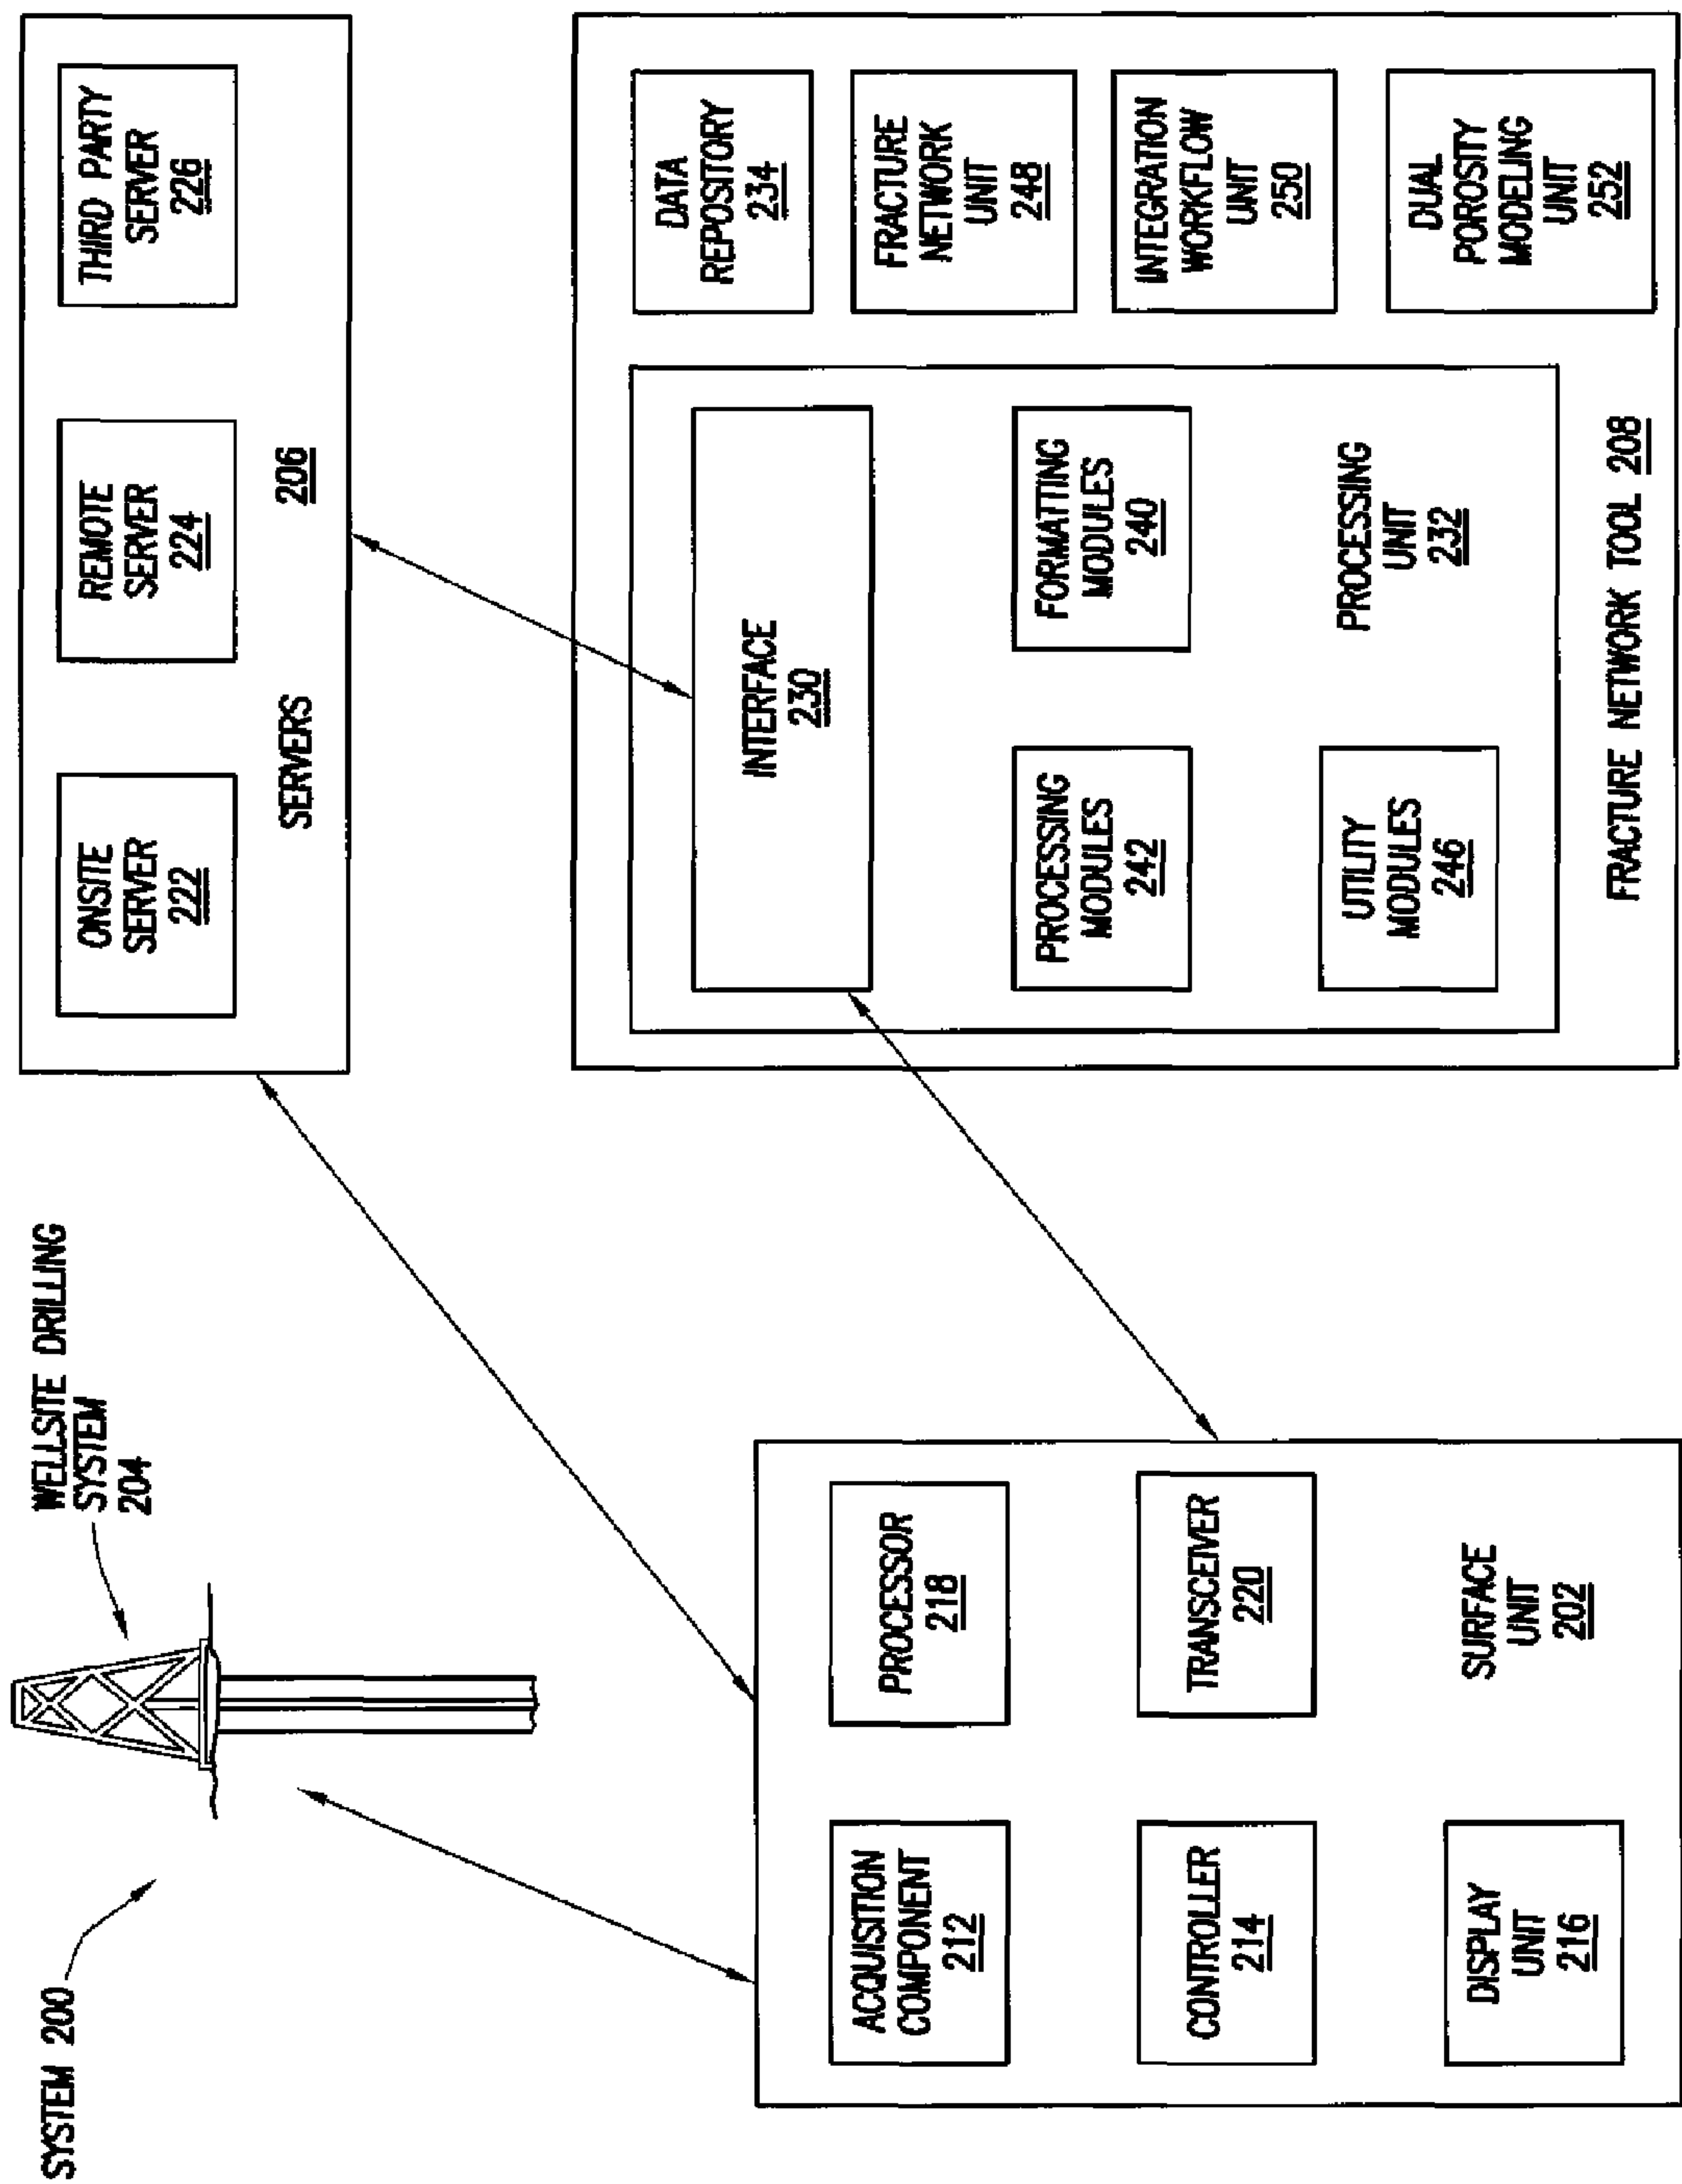 SYSTEM 200
WELLSITE DRILLING
SYSTEM
204
ONSITE
SERVER
222
REMOTE
SERVER
224
THIRD PARTY
SERVER
226
SERVERS
206
ACQUISITION
COMPONENT
212
PROCESSOR
218
CONTROLLER
214
TRANSCEIVER
220
DISPLAY
UNIT
216
SURFACE
UNIT
202
INTERFACE
230
PROCESSING
MODULES
242
FORMATTING
MODULES
240
UTILITY
MODULES
246
PROCESSING
UNIT
232
DATA
REPOSITORY
234
FRACTURE
NETWORK
UNIT
248
INTEGRATION
WORKFLOW
UNIT
250
DUAL
POROSITY
MODELING
UNIT
252
FRACTURE NETWORK TOOL 208